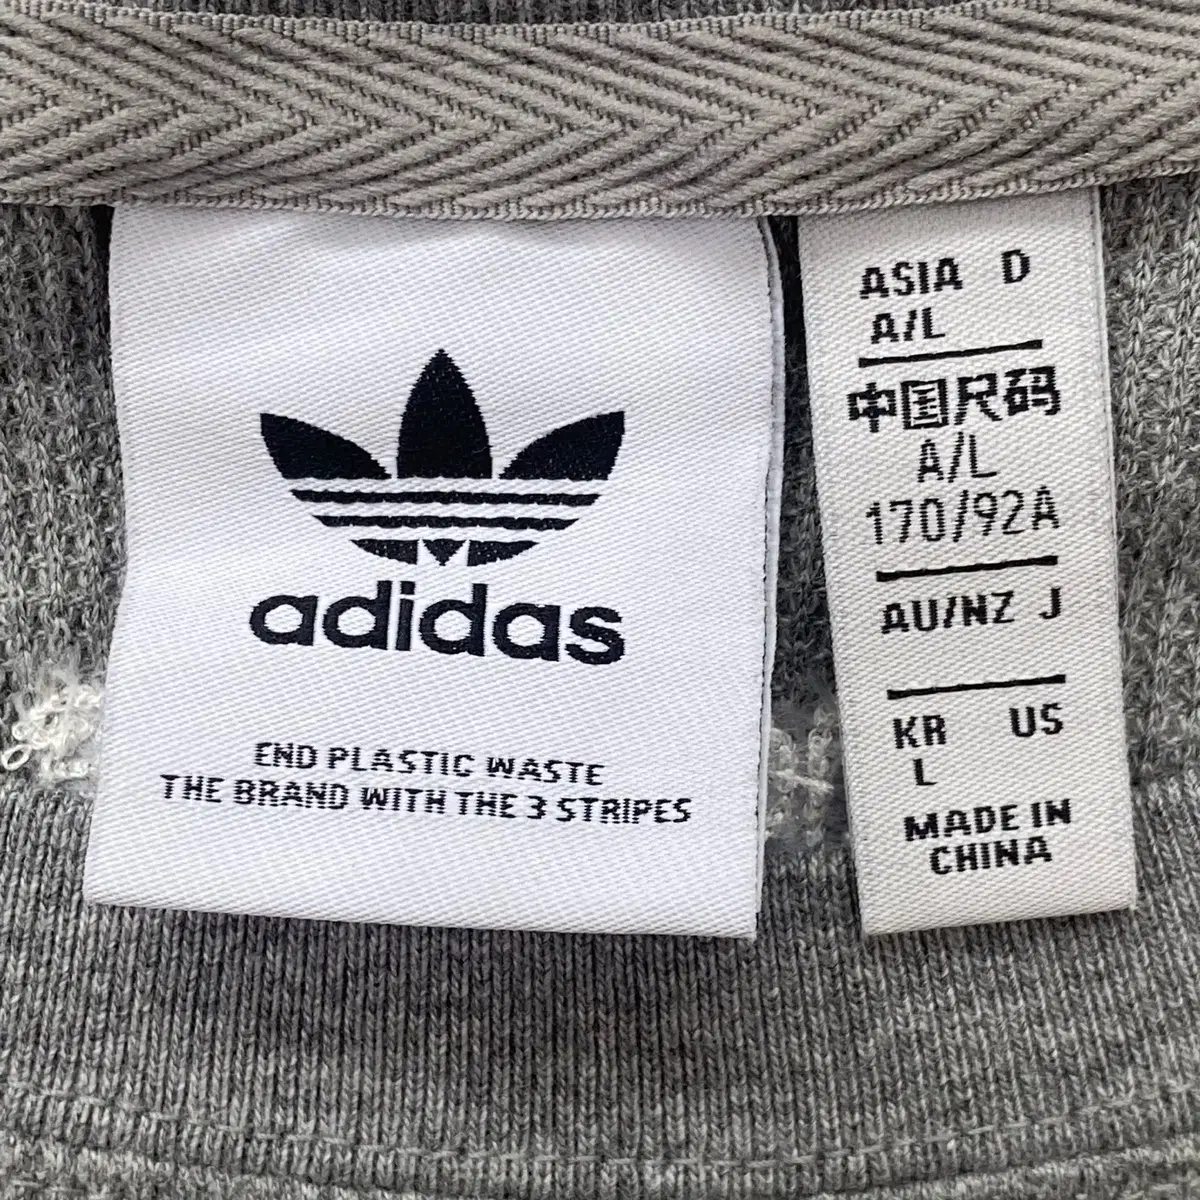 adidas
END PLASTIC WASTE
THE BRAND WITH THE 3 STRIPES
ASIA D
A/L
中国尺码
A/L
170/92A
AU/NZ J
KR US
L
MADE IN
CHINA